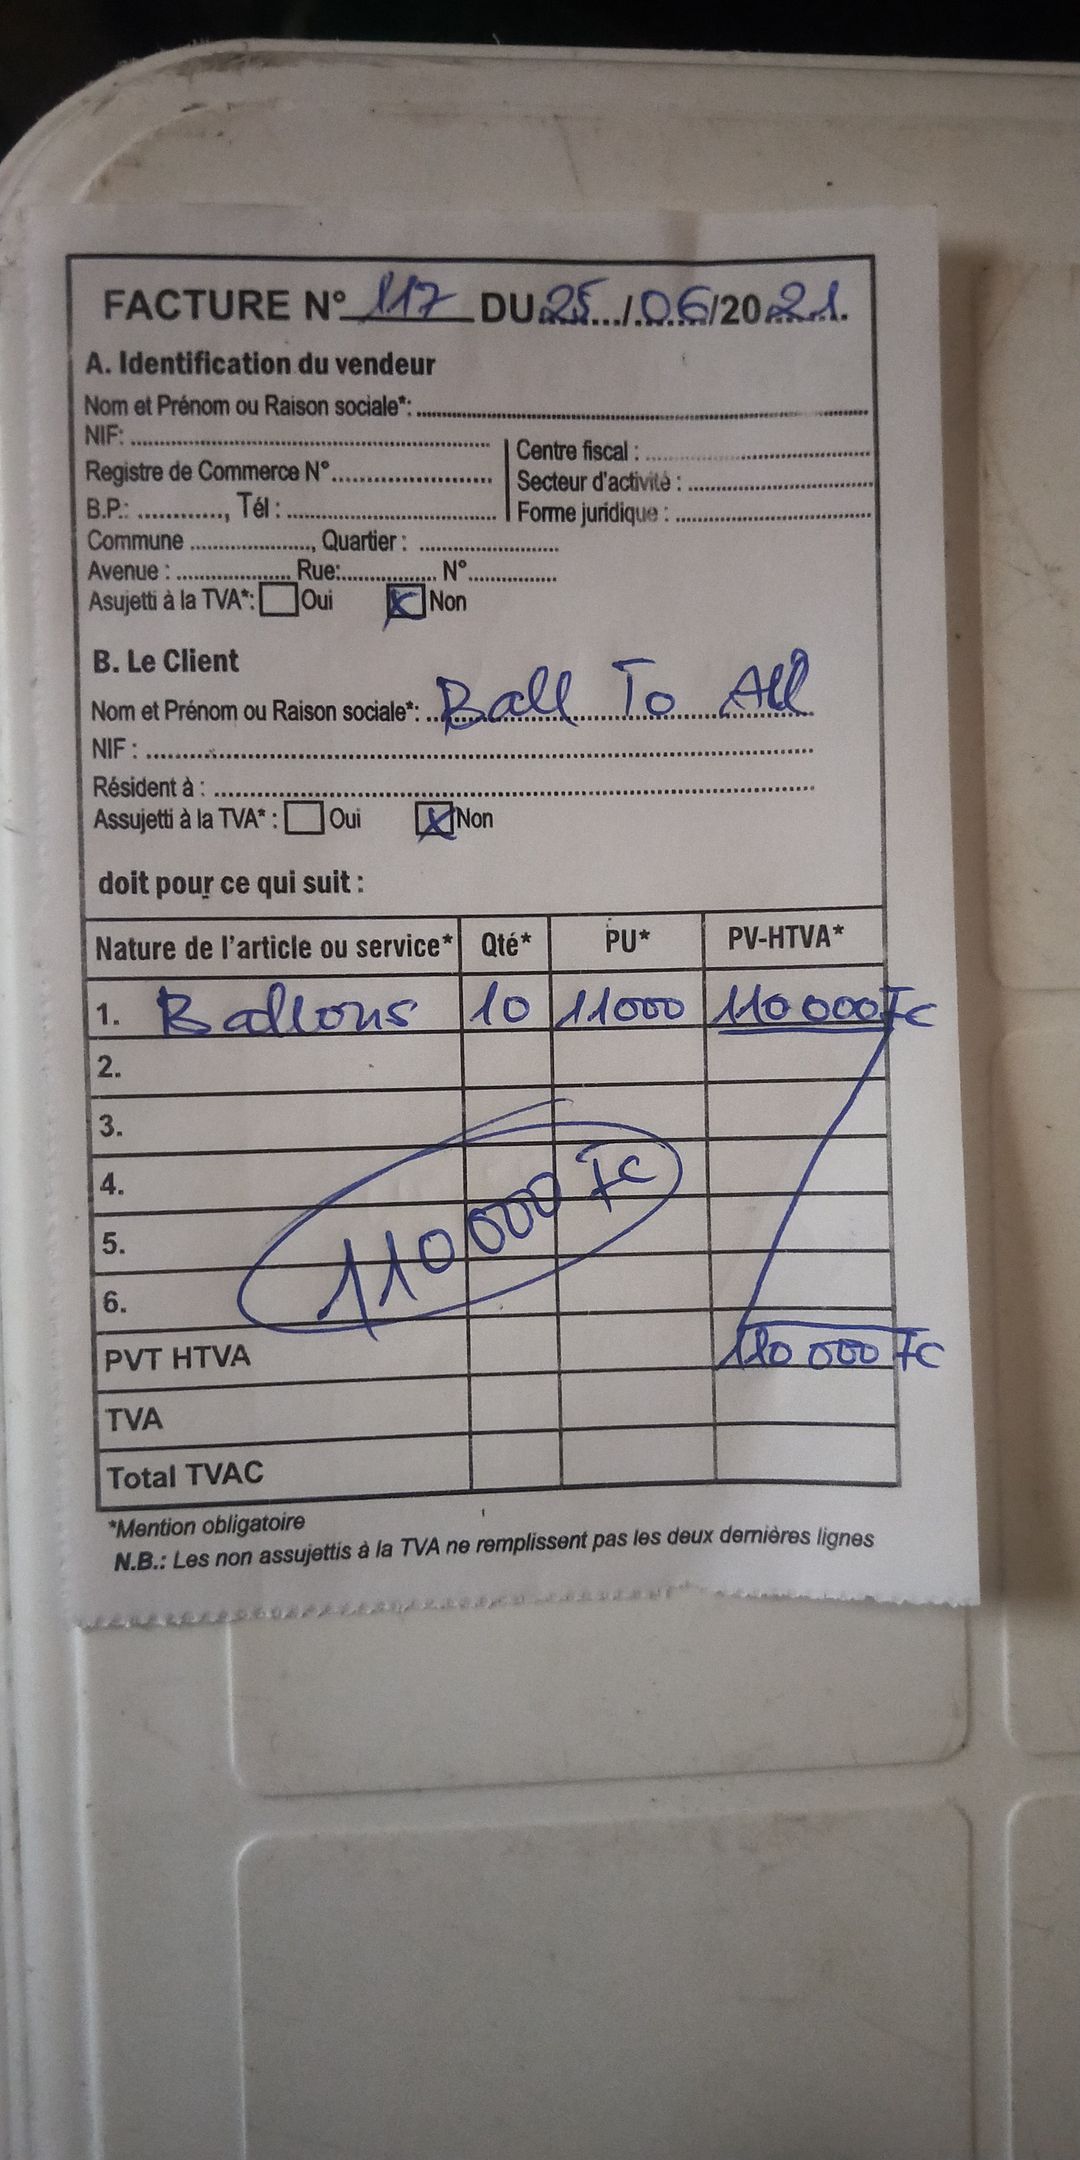 FACTURE N° 117 DU 25.../.06/2021.
A. Identification du vendeur
Nom et Prénom ou Raison sociale*:
NIF:
Centre fiscal :
Registre de Commerce N°
Secteur d'activité :
B.P.: ............, Tél :
Forme juridique :
Commune ...................., Quartier :
Avenue : .................... Rue:................. N°...............
Asujetti à la TVA*: Oui x Non
B. Le Client
Nom et Prénom ou Raison sociale*: Ball To All
NIF :
Résident à :
Assujetti à la TVA* : Oui x Non
doit pour ce qui suit :
Nature de l'article ou service* Qté* PU* PV-HTVA*
1. Ballons 10 11000 110 000 Fc
2.
3.
4.
110 000 Fc
5.
6.
PVT HTVA 110 000 FC
TVA
Total TVAC
*Mention obligatoire
N.B.: Les non assujettis à la TVA ne remplissent pas les deux dernières lignes